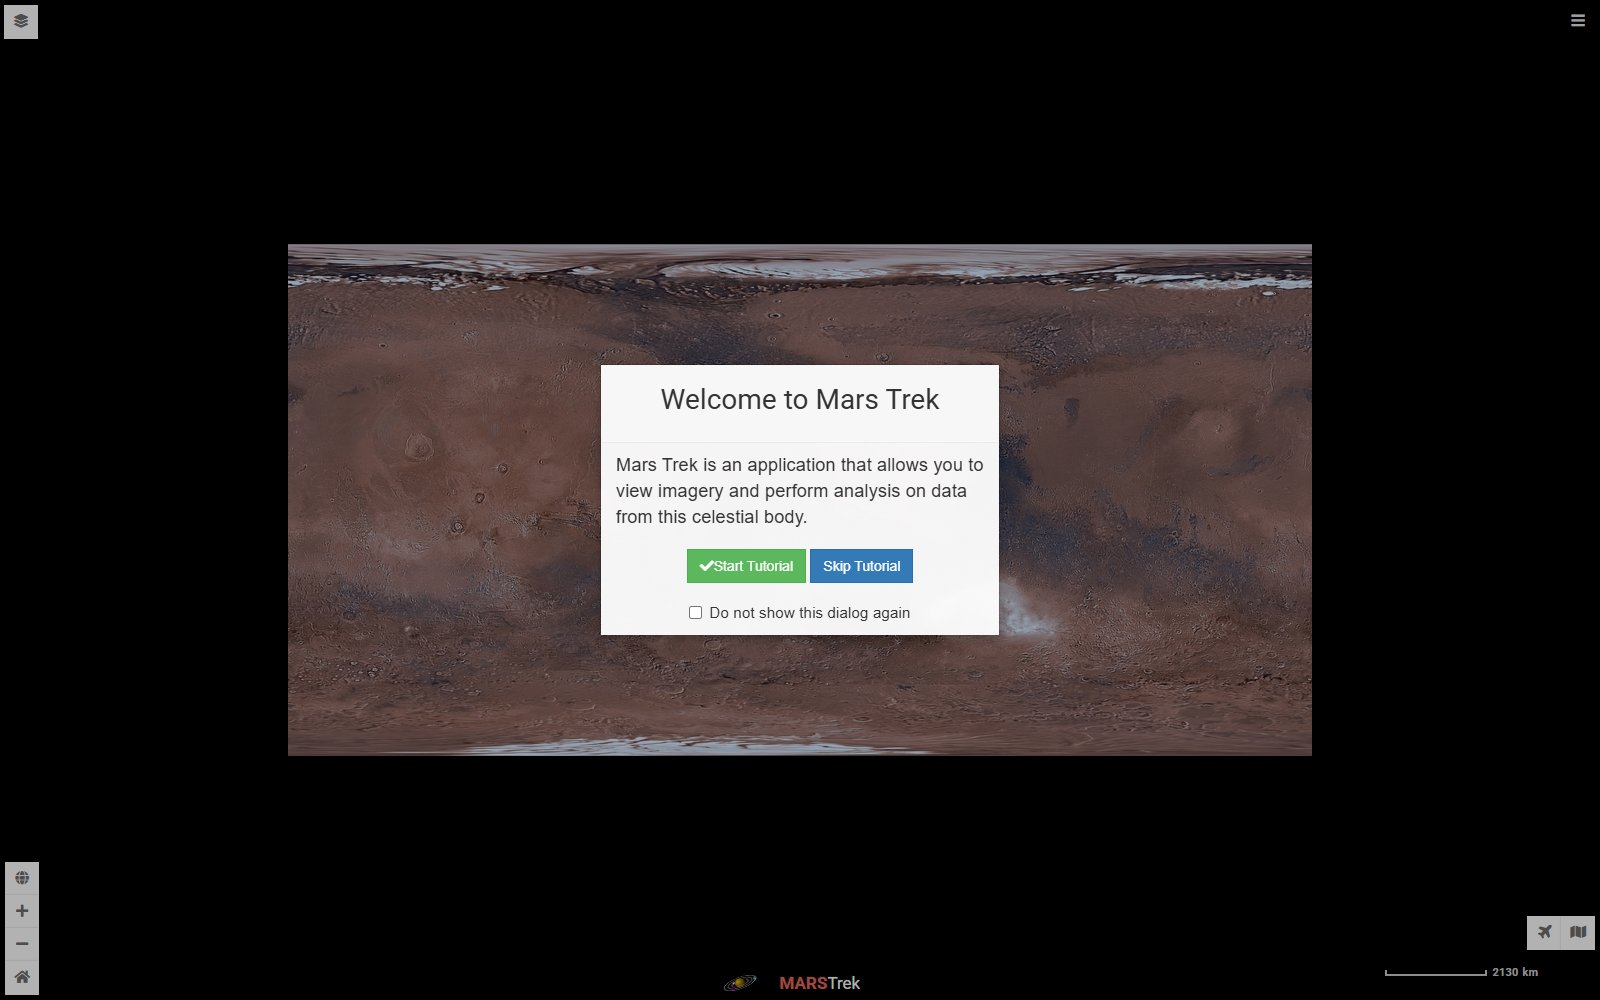 Welcome to Mars Trek
Mars Trek is an application that allows you to
view imagery and perform analysis on data
from this celestial body.
Start Tutorial Skip Tutorial
Do not show this dialog again
2130 km
MARSTrek